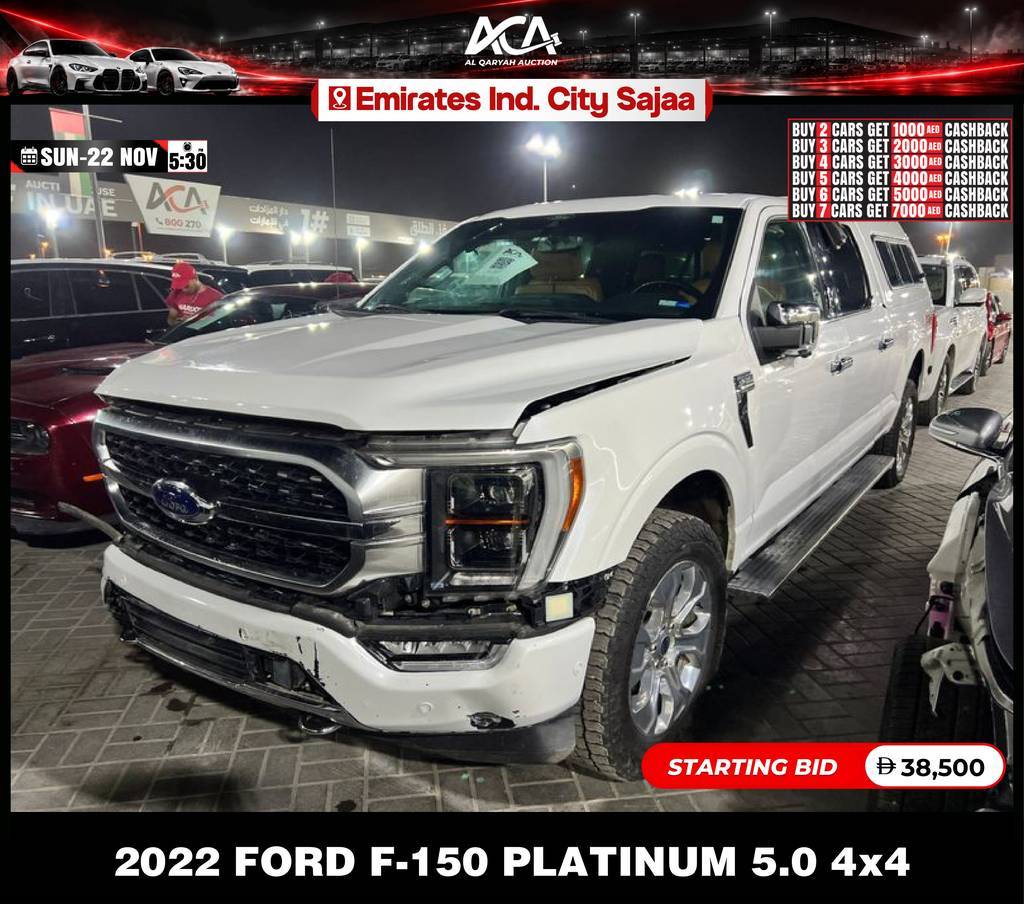 ACA
AL QARYAH AUCTION
Emirates Ind. City Sajaa
SUN-22 NOV 5:30
BUY 2 CARS GET 1000 AED CASHBACK
BUY 3 CARS GET 2000 AED CASHBACK
BUY 4 CARS GET 3000 AED CASHBACK
BUY 5 CARS GET 4000 AED CASHBACK
BUY 6 CARS GET 5000 AED CASHBACK
BUY 7 CARS GET 7000 AED CASHBACK
IN UAE
ACA
800 270
#1
دار المزادات
STARTING BID 38,500
2022 FORD F-150 PLATINUM 5.0 4x4